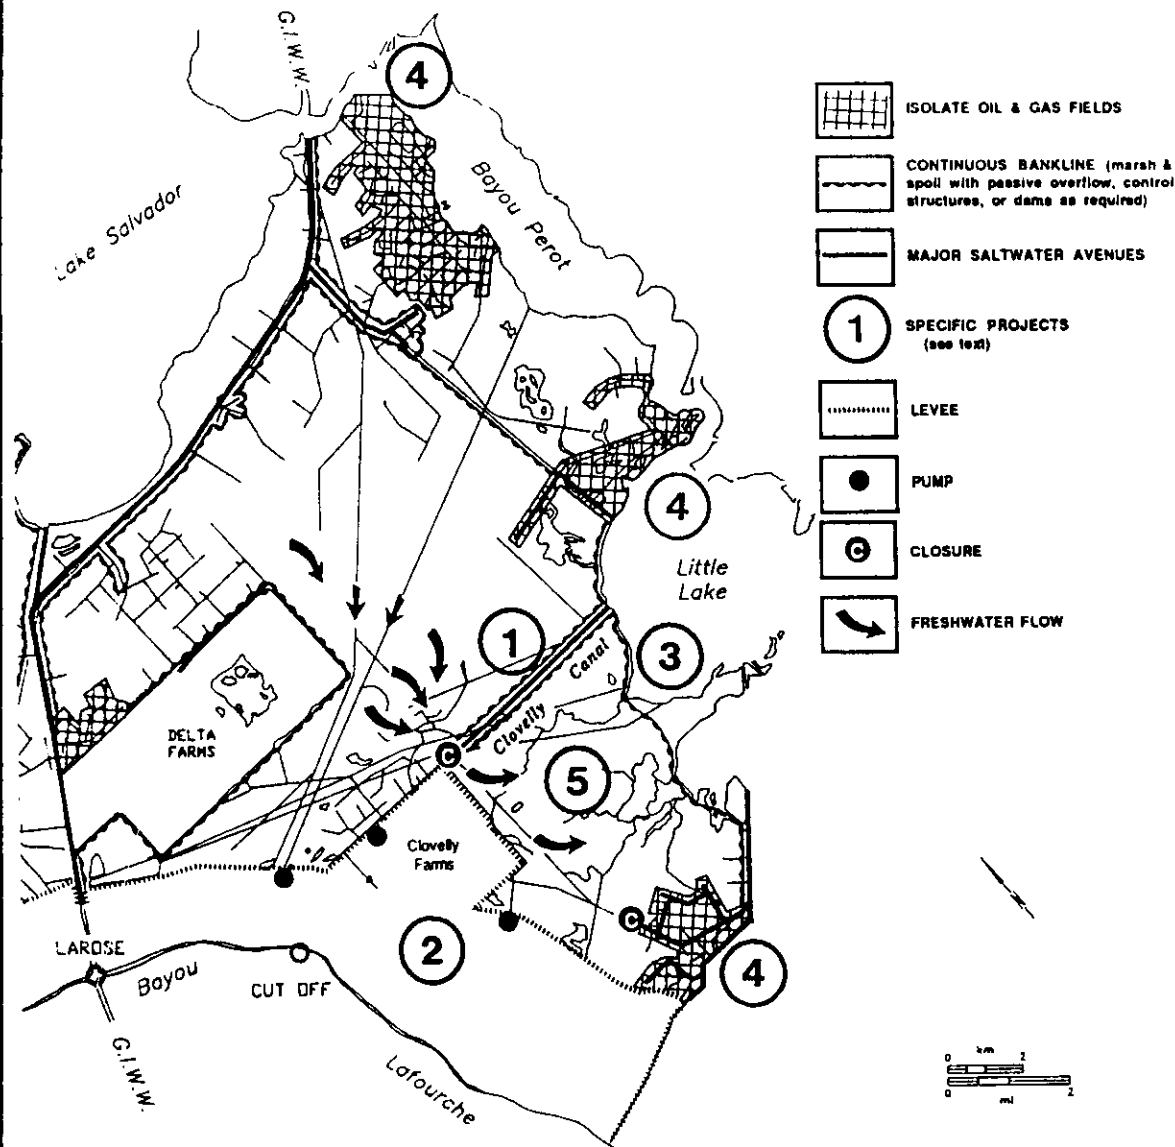 G.I.W.W.
4
Lake Salvador
Bayou Perot
4
Little
Lake
1
3
Clovelly Canal
DELTA
FARMS
C
5
Clovelly
Farms
C
2
4
LAROSE
Bayou
CUT OFF
Lafourche
G.I.W.W.
ISOLATE OIL & GAS FIELDS
CONTINUOUS BANKLINE (marsh &
spoil with passive overflow, control
structures, or dams as required)
MAJOR SALTWATER AVENUES
1
SPECIFIC PROJECTS
(see text)
LEVEE
PUMP
C
CLOSURE
FRESHWATER FLOW
0 km 2
0 mi 2